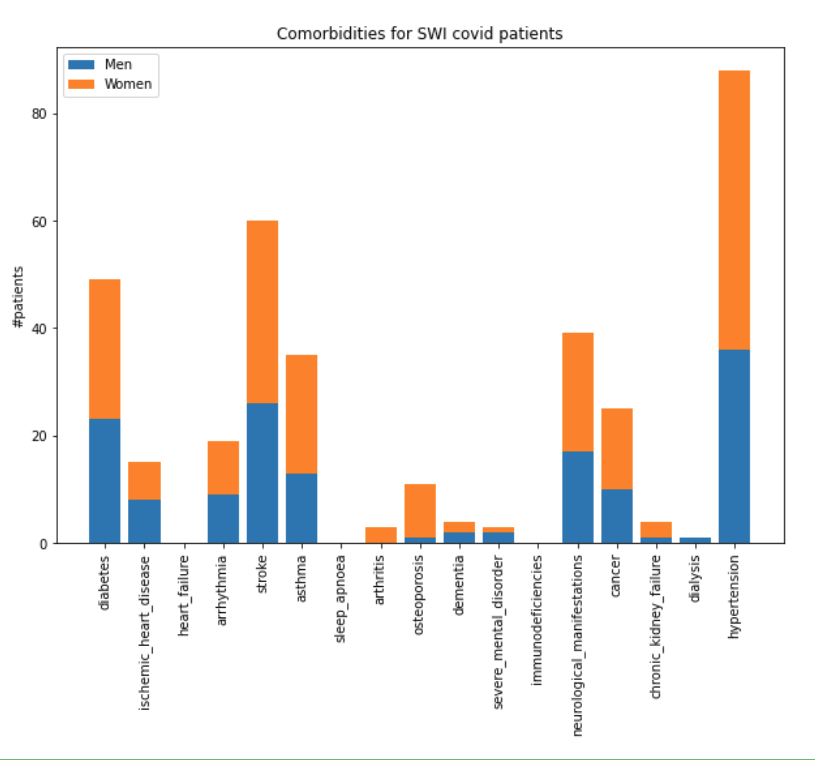 Comorbidities for SWI covid patients
Men
Women
#patients
80
60
40
20
0
diabetes
ischemic_heart_disease
heart_failure
arrhythmia
stroke
asthma
sleep_apnoea
arthritis
osteoporosis
dementia
severe_mental_disorder
immunodeficiencies
neurological_manifestations
cancer
chronic_kidney_failure
dialysis
hypertension